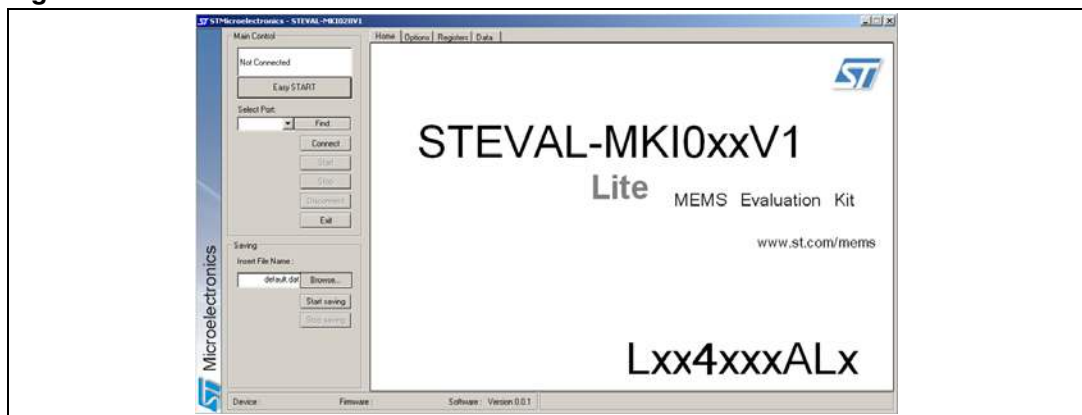 STMicroelectronics - STEVAL-MKI020V1
Main Control
Not Connected
Easy START
Select Port:
Find
Connect
Start
Stop
Disconnect
Exit
Saving
Insert File Name :
default.dat
Browse...
Start saving
Stop saving
Microelectronics
Home
Options
Registers
Data
ST
STEVAL-MKI0xxV1
Lite
MEMS Evaluation Kit
www.st.com/mems
Lxx4xxxALx
Device :
Firmware :
Software : Version 0.0.1